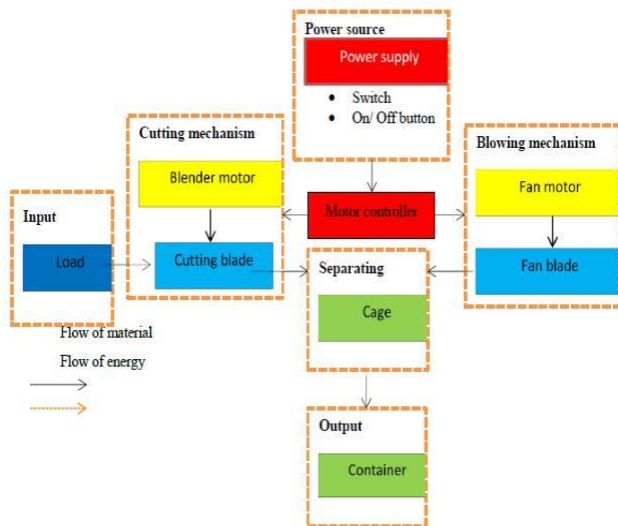 Power source
Power supply
• Switch
• On/ Off button
Cutting mechanism
Blender motor
Cutting blade
Blowing mechanism
Fan motor
Fan blade
Motor controller
Input
Load
Separating
Cage
Flow of material
Flow of energy
Output
Container